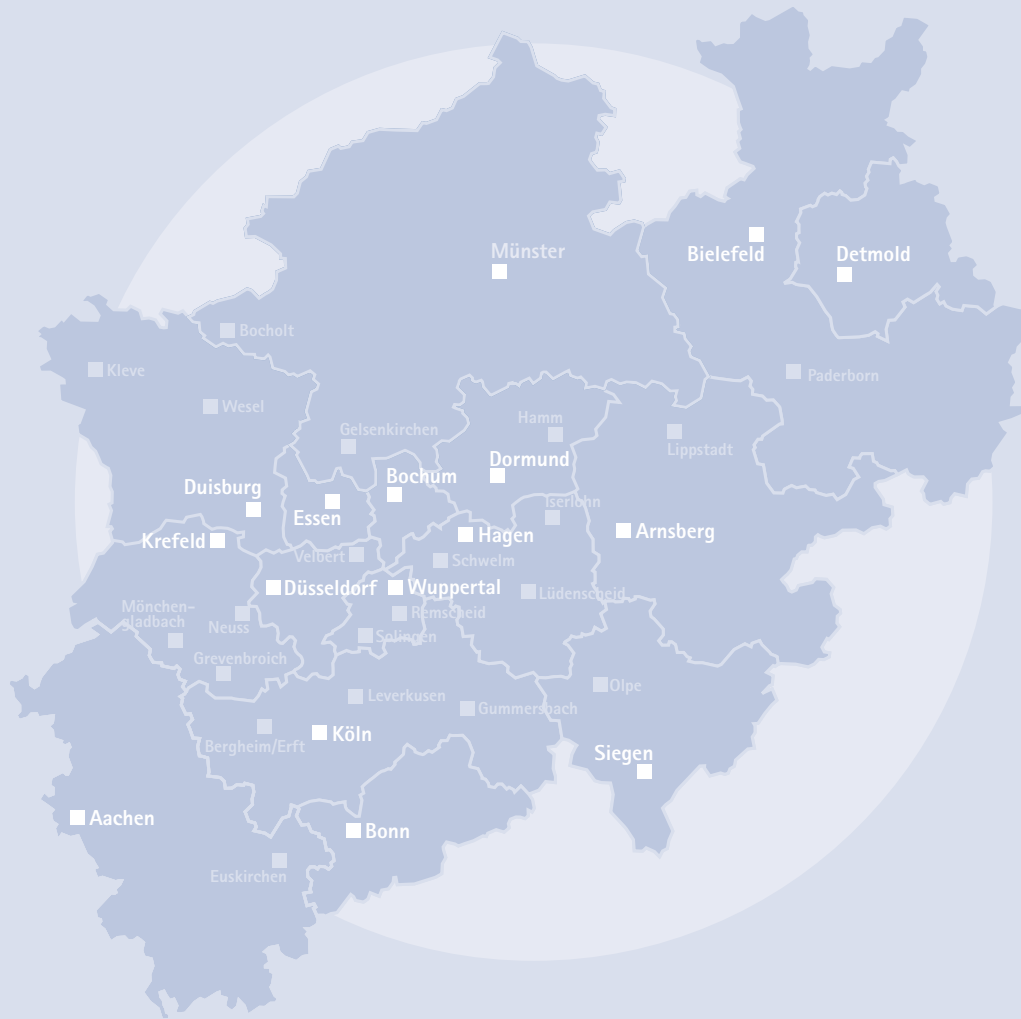 Münster
Bielefeld
Detmold
Bocholt
Kleve
Paderborn
Wesel
Hamm
Gelsenkirchen
Lippstadt
Dormund
Bochum
Duisburg
Iserlohn
Essen
Arnsberg
Hagen
Krefeld
Velbert
Schwelm
Düsseldorf
Wuppertal
Lüdenscheid
Mönchen-
gladbach
Remscheid
Neuss
Solingen
Grevenbroich
Olpe
Leverkusen
Gummersbach
Köln
Bergheim/Erft
Siegen
Aachen
Bonn
Euskirchen